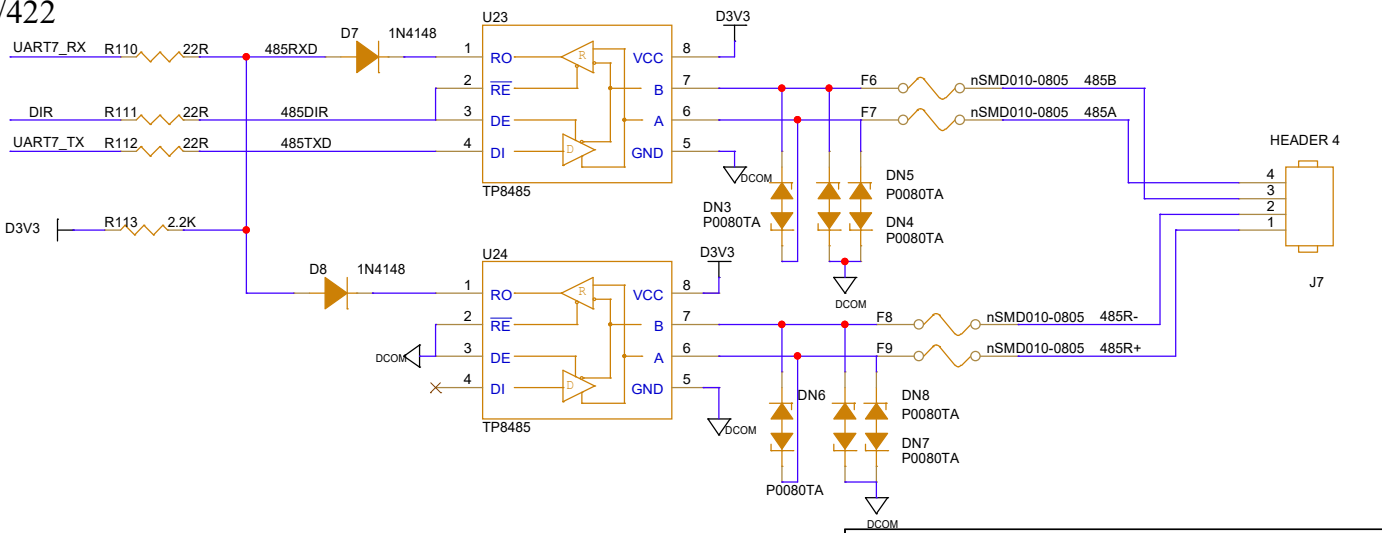 /422
UART7_RX R110 22R 485RXD D7 1N4148
DIR R111 22R 485DIR
UART7_TX R112 22R 485TXD
D3V3 R113 2.2K
D8 1N4148
U23
1 RO VCC 8 D3V3
2 RE B 7
3 DE A 6
4 DI GND 5 DCOM
R
D
TP8485
F6 nSMD010-0805 485B
F7 nSMD010-0805 485A
DN3
P0080TA
DN5
P0080TA
DN4
P0080TA
DCOM
HEADER 4
4
3
2
1
J7
U24
1 RO VCC 8 D3V3
2 RE B 7
DCOM 3 DE A 6
4 DI GND 5 DCOM
R
D
TP8485
F8 nSMD010-0805 485R-
F9 nSMD010-0805 485R+
DN6
P0080TA
DN8
P0080TA
DN7
P0080TA
DCOM